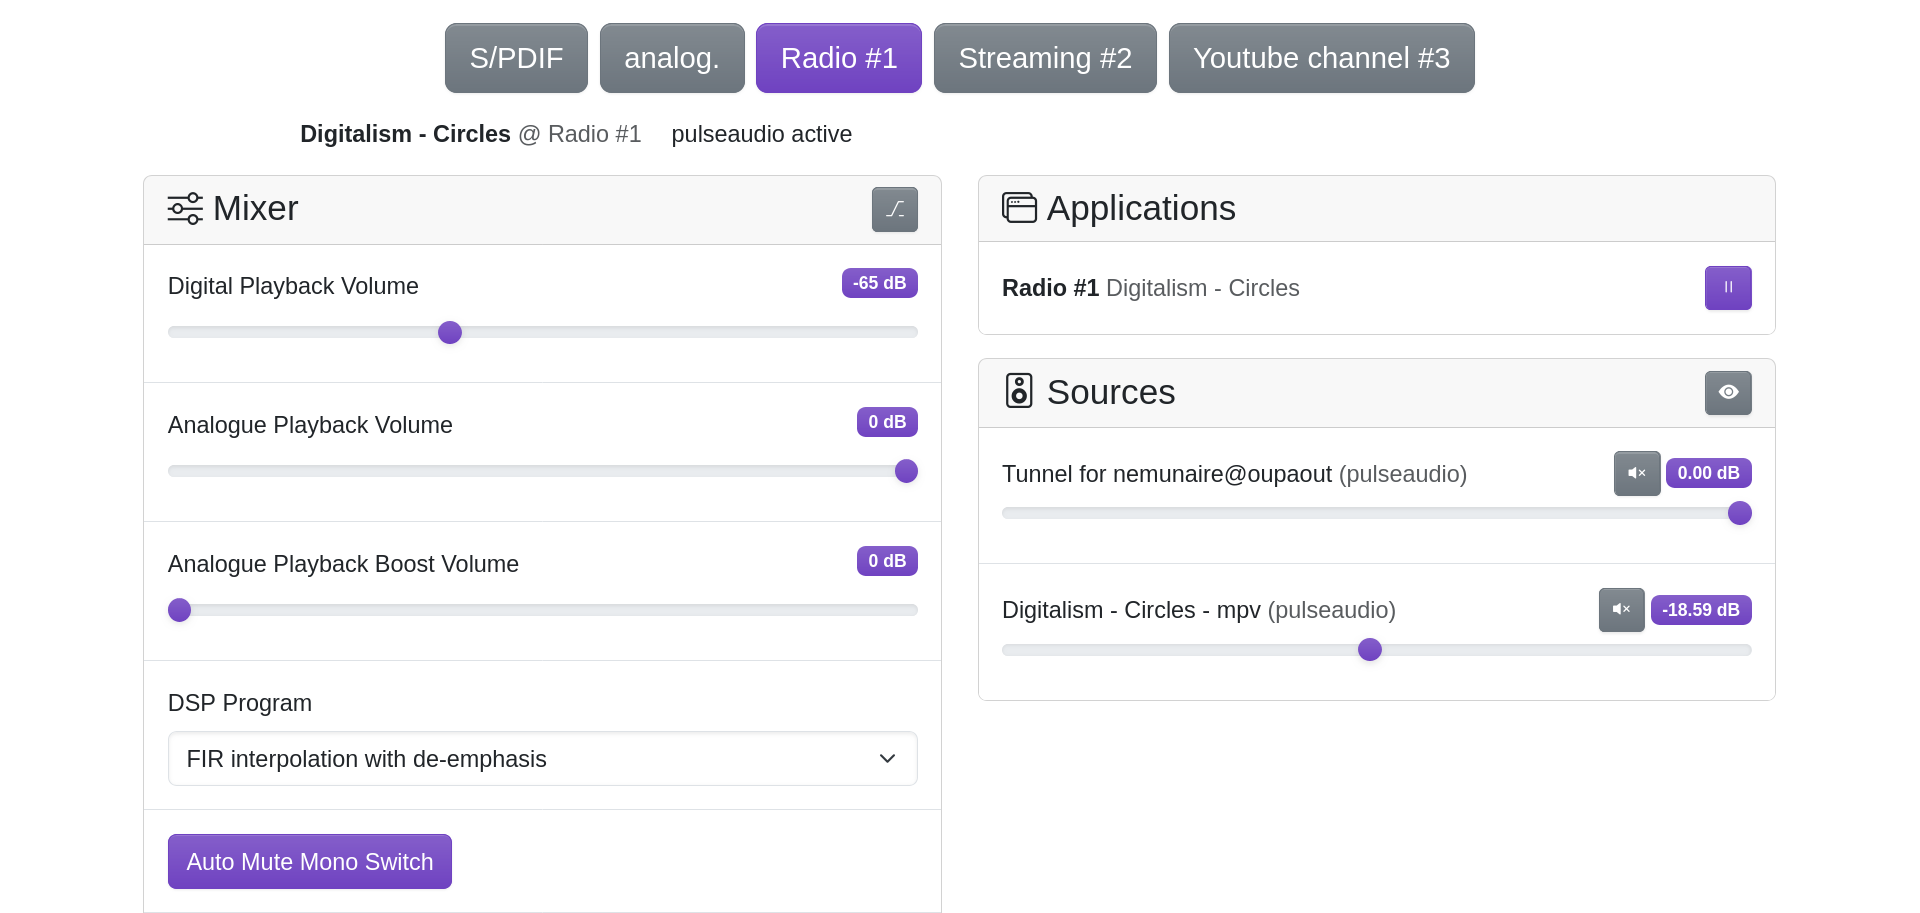 S/PDIF analog. Radio #1 Streaming #2 Youtube channel #3
Digitalism - Circles @ Radio #1 pulseaudio active
Mixer
Digital Playback Volume -65 dB
Analogue Playback Volume 0 dB
Analogue Playback Boost Volume 0 dB
DSP Program
FIR interpolation with de-emphasis
Auto Mute Mono Switch
Applications
Radio #1 Digitalism - Circles
Sources
Tunnel for nemunaire@oupaout (pulseaudio) 0.00 dB
Digitalism - Circles - mpv (pulseaudio) -18.59 dB